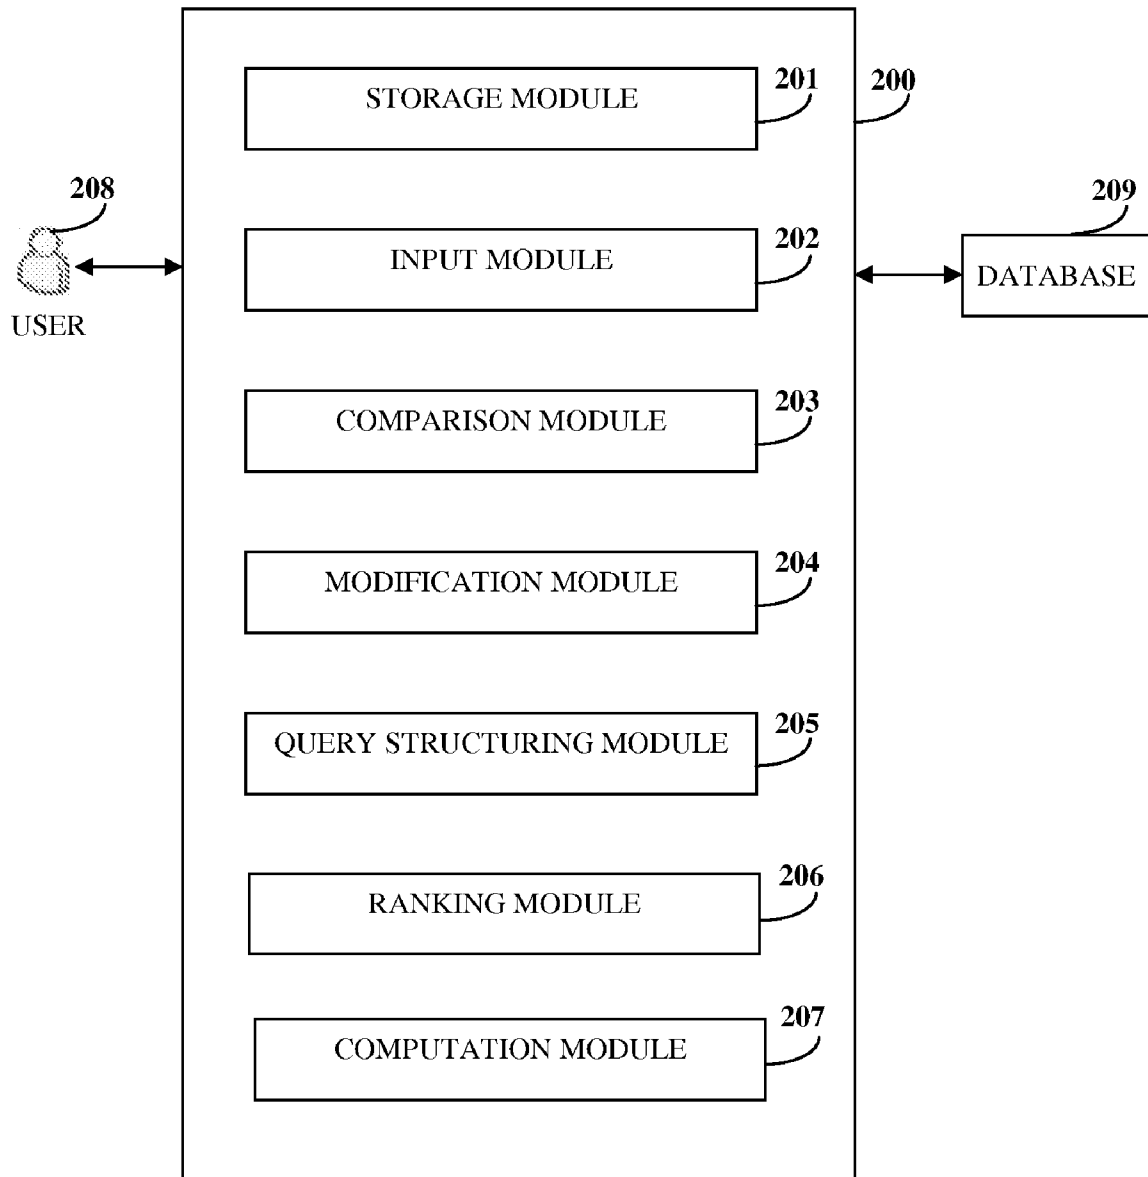 201
200
STORAGE MODULE
208
209
202
INPUT MODULE
DATABASE
USER
203
COMPARISON MODULE
204
MODIFICATION MODULE
205
QUERY STRUCTURING MODULE
206
RANKING MODULE
207
COMPUTATION MODULE